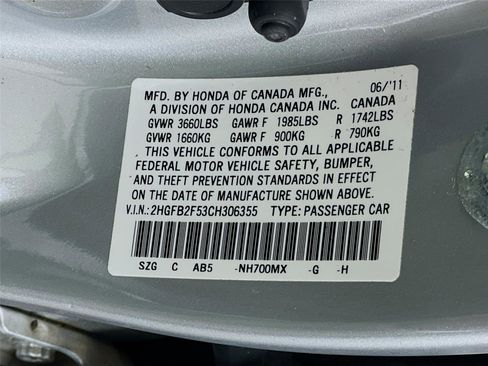 MFD. BY HONDA OF CANADA MFG., 06/'11
A DIVISION OF HONDA CANADA INC. CANADA
GVWR 3660LBS GAWR F 1985LBS R 1742LBS
GVWR 1660KG GAWR F 900KG R 790KG
THIS VEHICLE CONFORMS TO ALL APPLICABLE
FEDERAL MOTOR VEHICLE SAFETY, BUMPER,
AND THEFT PREVENTION STANDARDS IN EFFECT
ON THE DATE OF MANUFACTURE SHOWN ABOVE.
V.I.N.: 2HGFB2F53CH306355 TYPE: PASSENGER CAR
SZG C AB5 -NH700MX -G -H